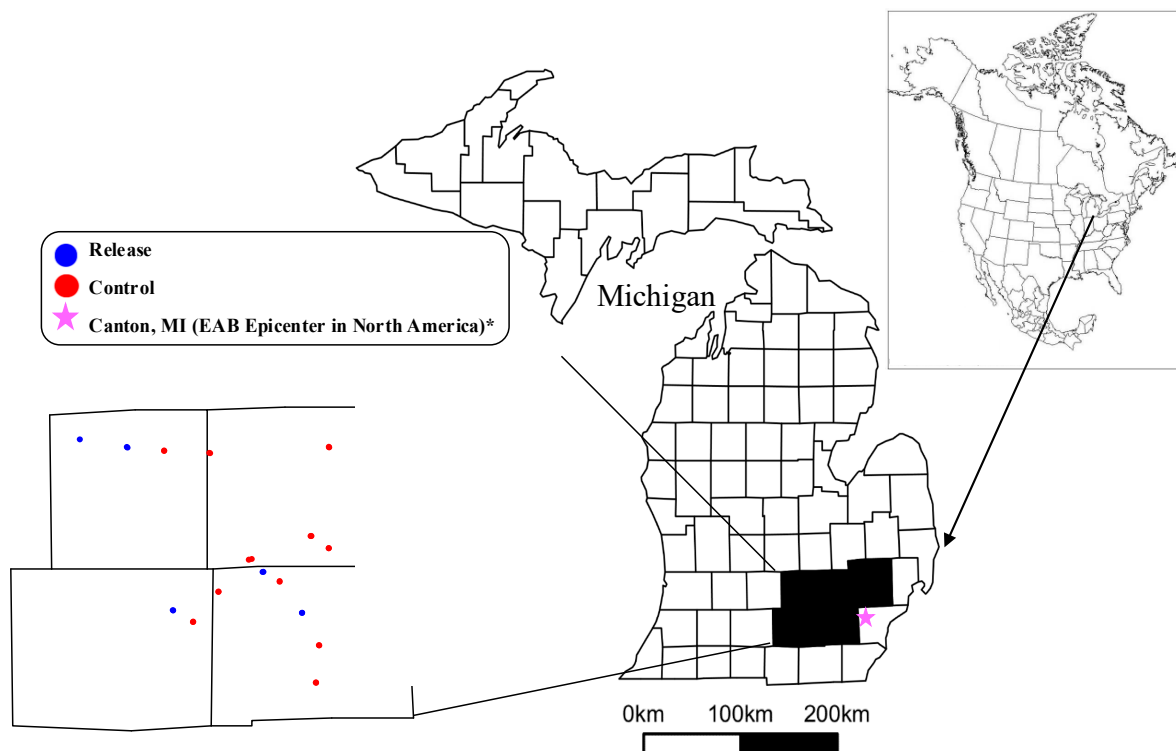 Release
Control
Canton, MI (EAB Epicenter in North America)*
Michigan
0km 100km 200km